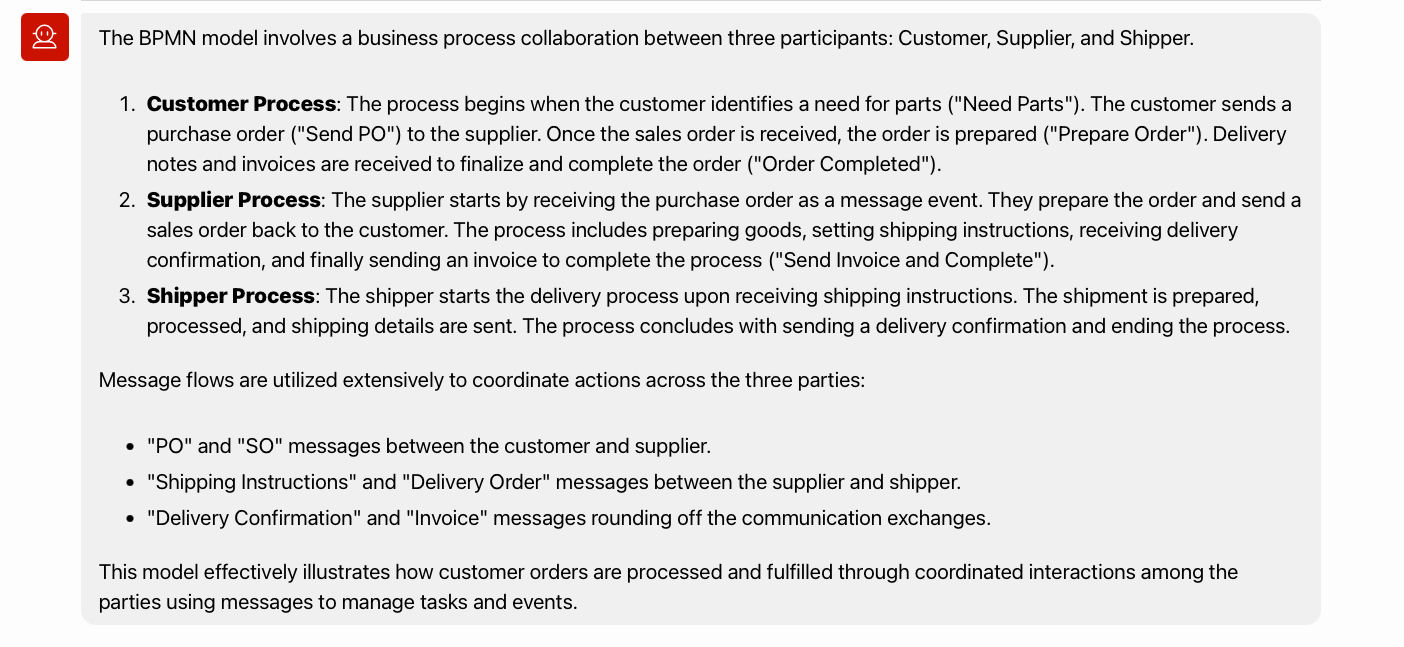 The BPMN model involves a business process collaboration between three participants: Customer, Supplier, and Shipper.
1. Customer Process: The process begins when the customer identifies a need for parts ("Need Parts"). The customer sends a
purchase order ("Send PO") to the supplier. Once the sales order is received, the order is prepared ("Prepare Order"). Delivery
notes and invoices are received to finalize and complete the order ("Order Completed").
2. Supplier Process: The supplier starts by receiving the purchase order as a message event. They prepare the order and send a
sales order back to the customer. The process includes preparing goods, setting shipping instructions, receiving delivery
confirmation, and finally sending an invoice to complete the process ("Send Invoice and Complete").
3. Shipper Process: The shipper starts the delivery process upon receiving shipping instructions. The shipment is prepared,
processed, and shipping details are sent. The process concludes with sending a delivery confirmation and ending the process.
Message flows are utilized extensively to coordinate actions across the three parties:
• "PO" and "SO" messages between the customer and supplier.
• "Shipping Instructions" and "Delivery Order" messages between the supplier and shipper.
• "Delivery Confirmation" and "Invoice" messages rounding off the communication exchanges.
This model effectively illustrates how customer orders are processed and fulfilled through coordinated interactions among the
parties using messages to manage tasks and events.